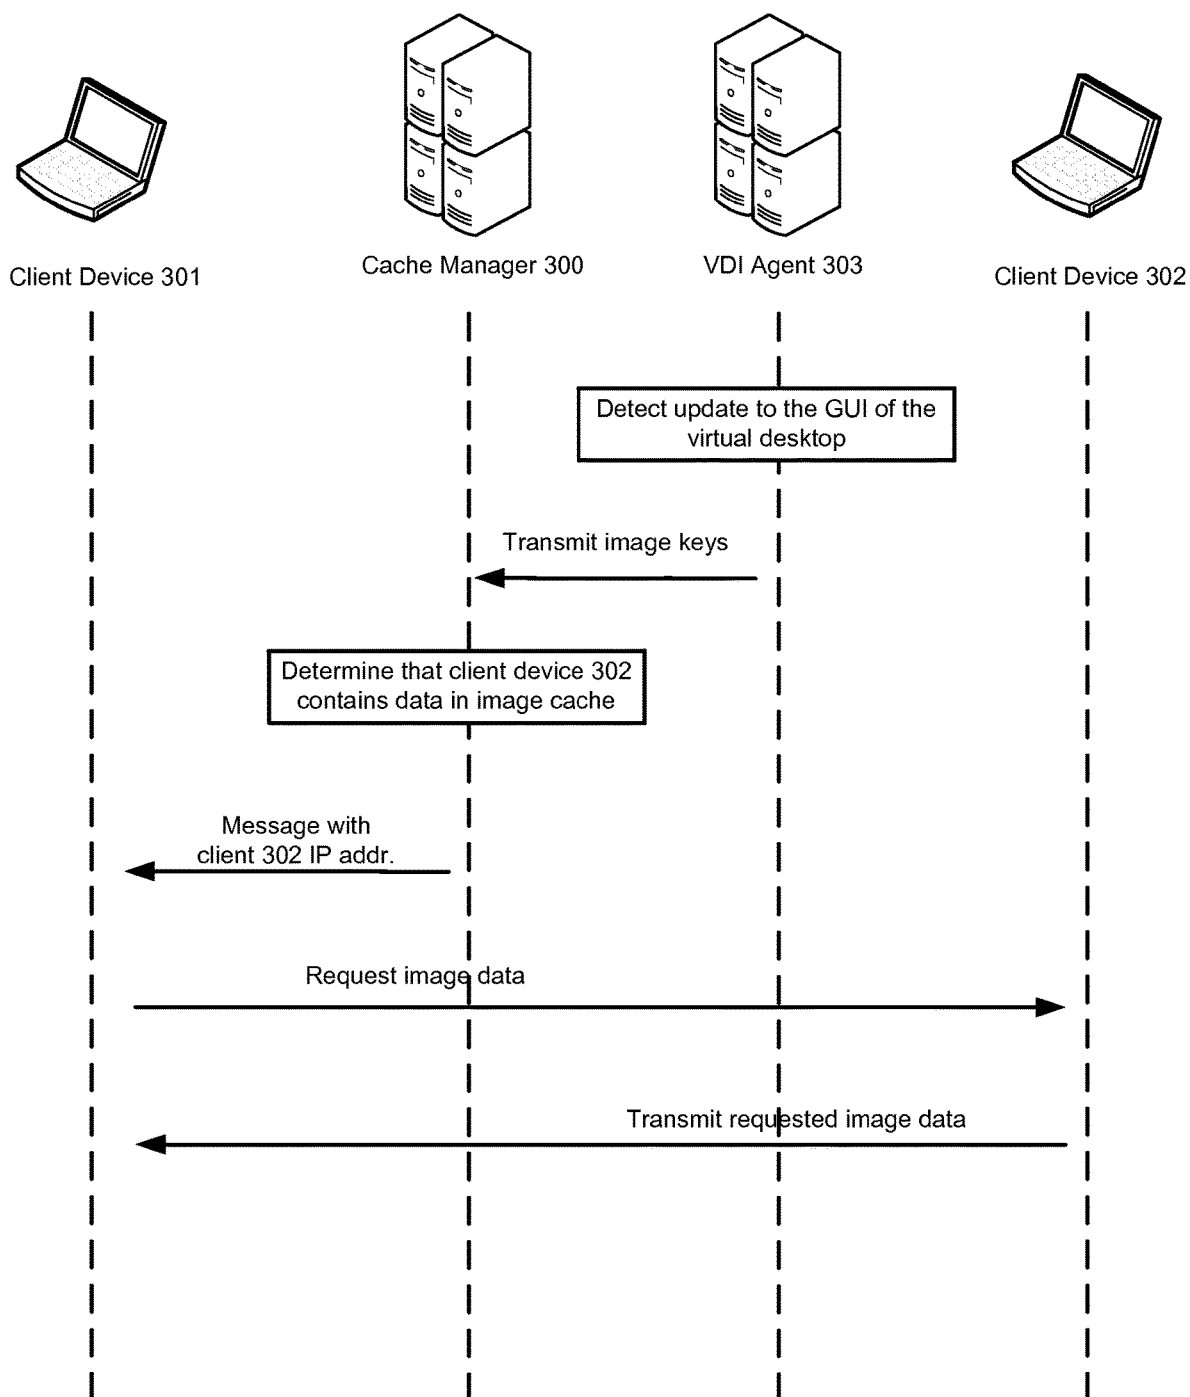 Client Device 301
Cache Manager 300
VDI Agent 303
Client Device 302
Detect update to the GUI of the
virtual desktop
Transmit image keys
Determine that client device 302
contains data in image cache
Message with
client 302 IP addr.
Request image data
Transmit requested image data